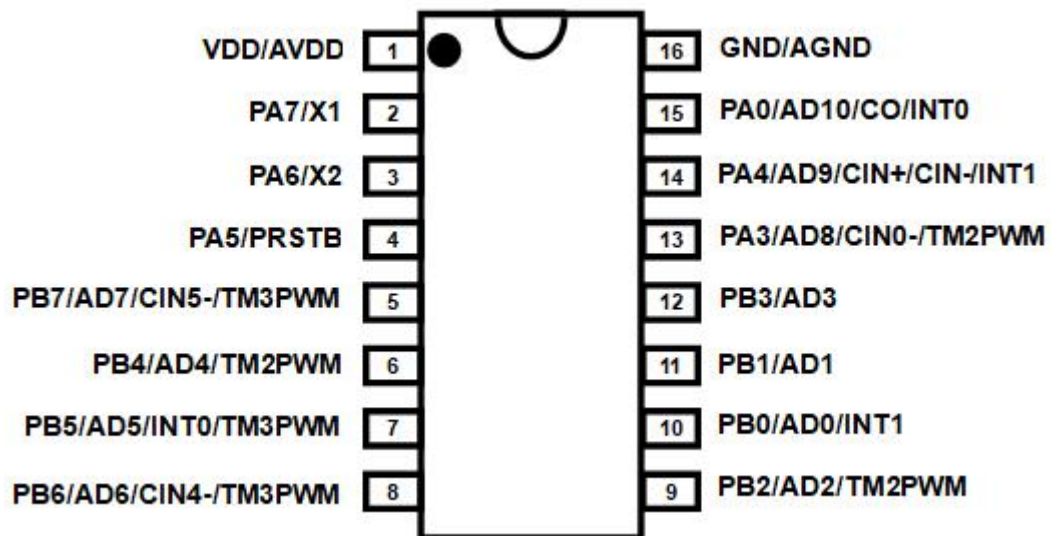 VDD/AVDD 1 16 GND/AGND
PA7/X1 2 15 PA0/AD10/CO/INT0
PA6/X2 3 14 PA4/AD9/CIN+/CIN-/INT1
PA5/PRSTB 4 13 PA3/AD8/CIN0-/TM2PWM
PB7/AD7/CIN5-/TM3PWM 5 12 PB3/AD3
PB4/AD4/TM2PWM 6 11 PB1/AD1
PB5/AD5/INT0/TM3PWM 7 10 PB0/AD0/INT1
PB6/AD6/CIN4-/TM3PWM 8 9 PB2/AD2/TM2PWM